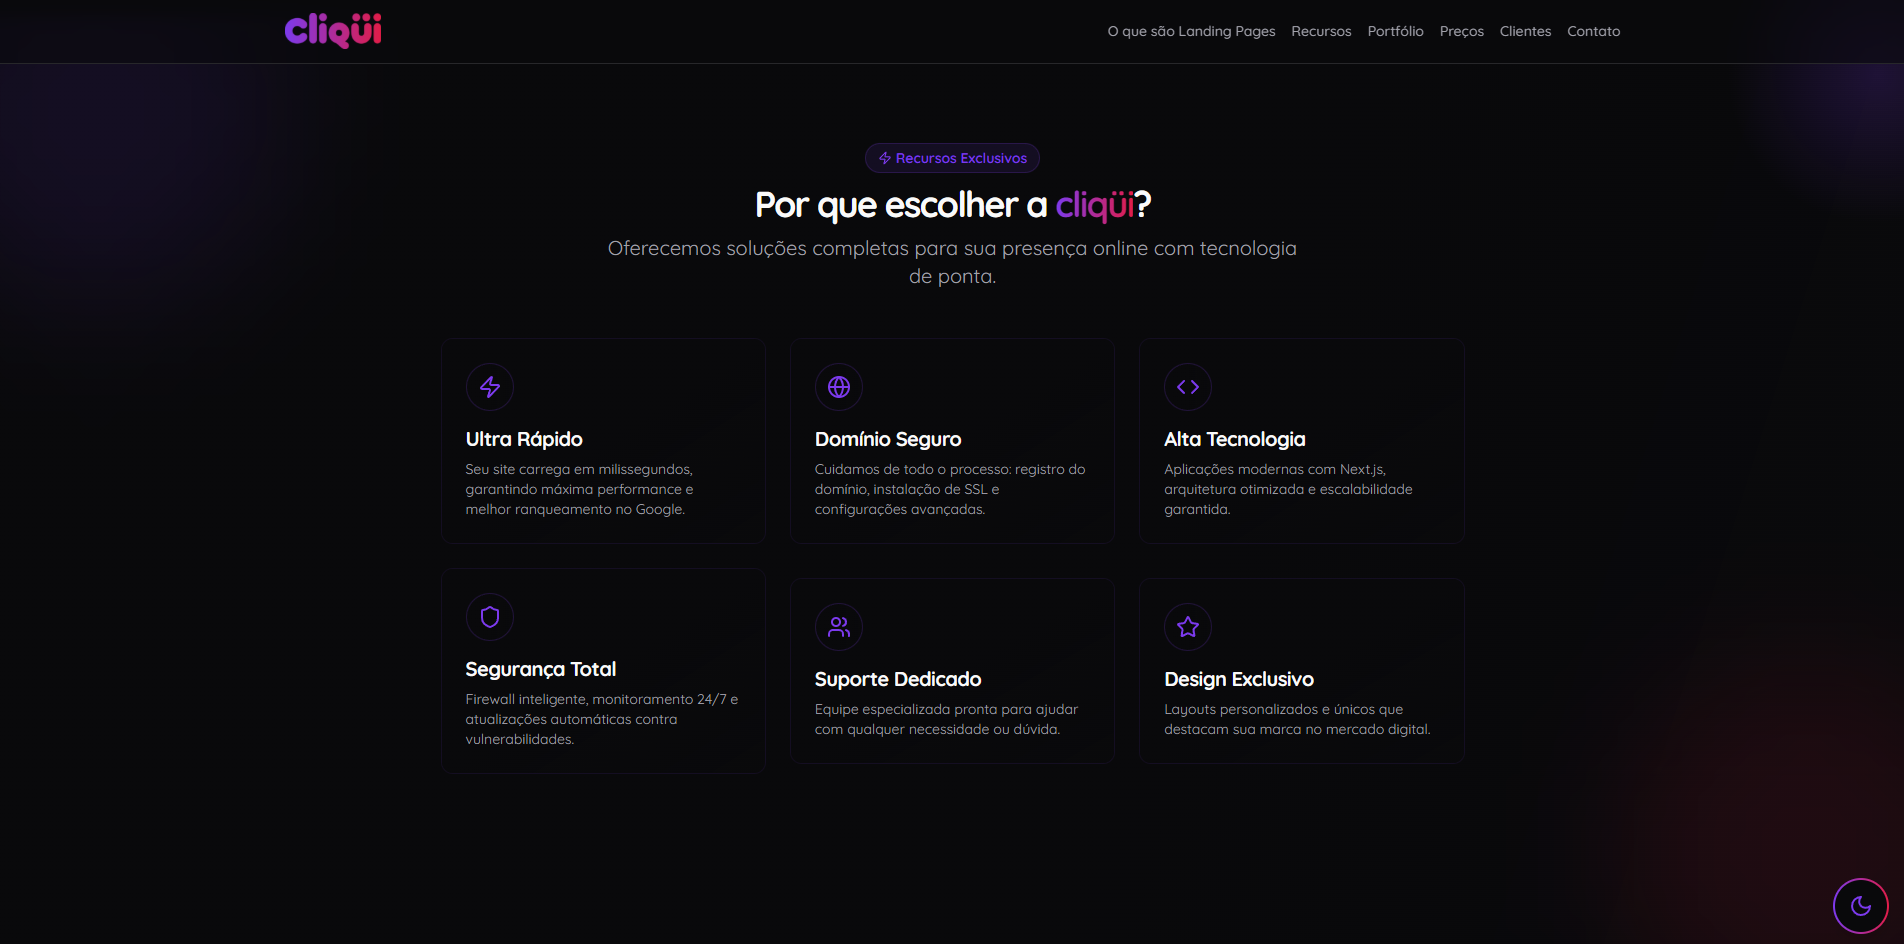 cliqüi
O que são Landing Pages
Recursos
Portfólio
Preços
Clientes
Contato
Recursos Exclusivos
Por que escolher a cliqüi?
Oferecemos soluções completas para sua presença online com tecnologia
de ponta.
Ultra Rápido
Seu site carrega em milissegundos,
garantindo máxima performance e
melhor ranqueamento no Google.
Domínio Seguro
Cuidamos de todo o processo: registro do
domínio, instalação de SSL e
configurações avançadas.
Alta Tecnologia
Aplicações modernas com Next.js,
arquitetura otimizada e escalabilidade
garantida.
Segurança Total
Firewall inteligente, monitoramento 24/7 e
atualizações automáticas contra
vulnerabilidades.
Suporte Dedicado
Equipe especializada pronta para ajudar
com qualquer necessidade ou dúvida.
Design Exclusivo
Layouts personalizados e únicos que
destacam sua marca no mercado digital.